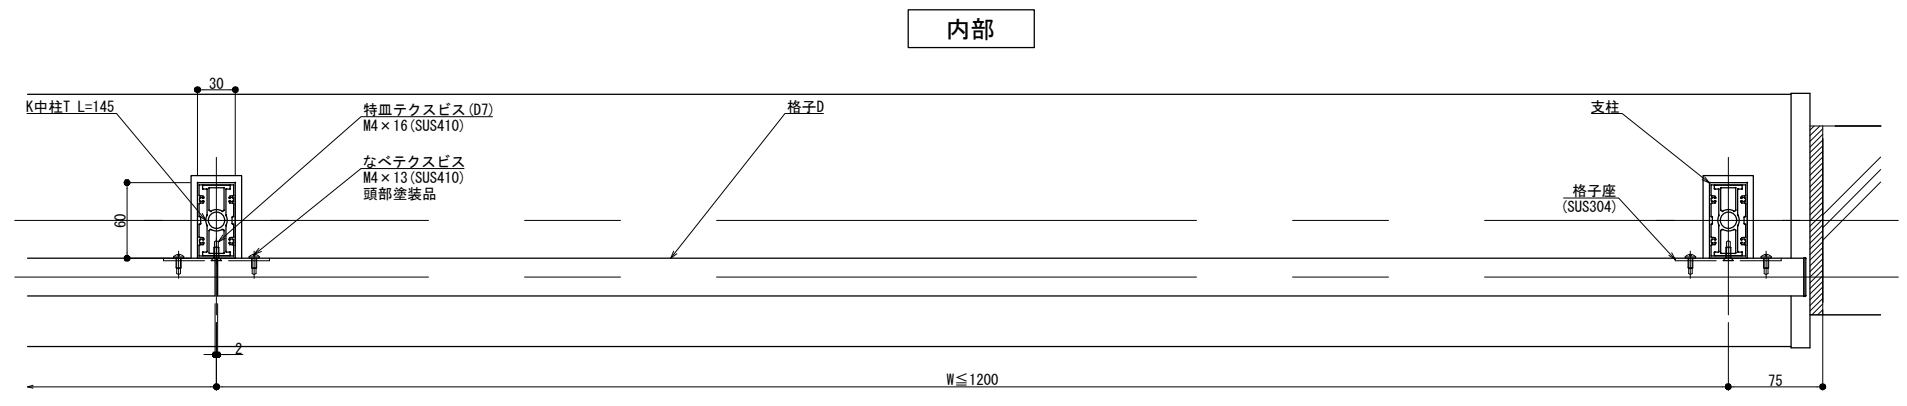 内部
30
K中柱T L=145
特皿テクスビス(D7)
M4×16(SUS410)
格子D
支柱
なべテクスビス
M4×13(SUS410)
頭部塗装品
格子座
(SUS304)
60
2
W≦1200
75